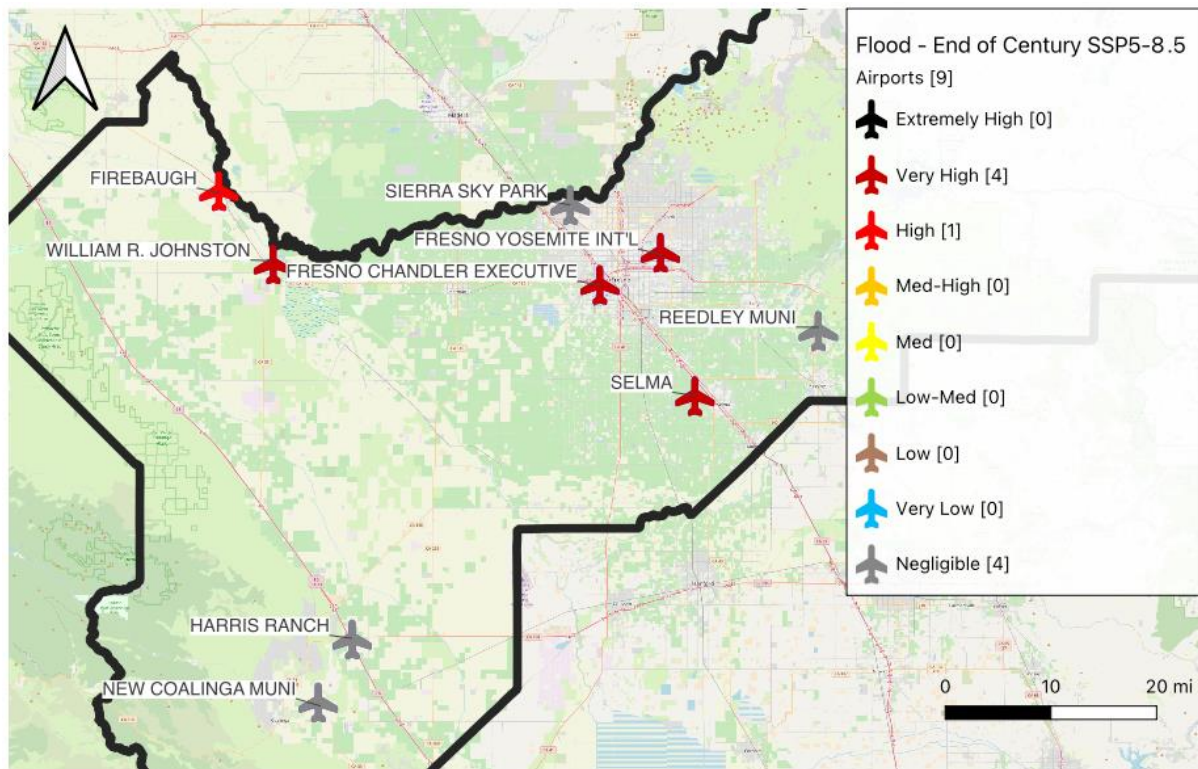 Flood - End of Century SSP5-8.5
Airports [9]
Extremely High [0]
Very High [4]
High [1]
Med-High [0]
Med [0]
Low-Med [0]
Low [0]
Very Low [0]
Negligible [4]
FIREBAUGH
SIERRA SKY PARK
WILLIAM R. JOHNSTON
FRESNO YOSEMITE INT'L
FRESNO CHANDLER EXECUTIVE
REEDLEY MUNI
SELMA
HARRIS RANCH
NEW COALINGA MUNI
0 10 20 mi